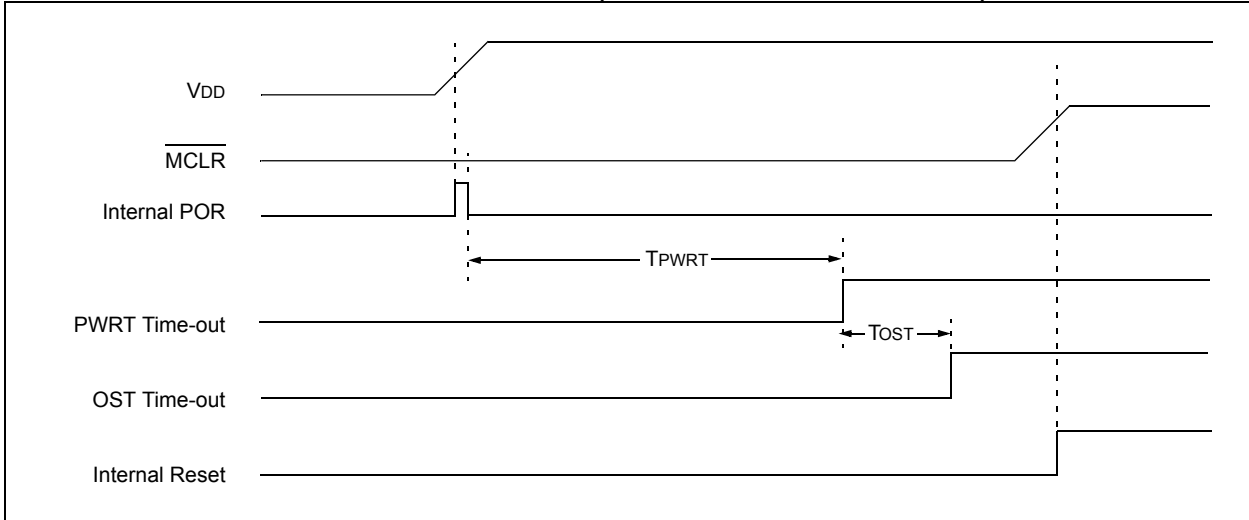 VDD
MCLR
Internal POR
TPWRT
PWRT Time-out
TOST
OST Time-out
Internal Reset